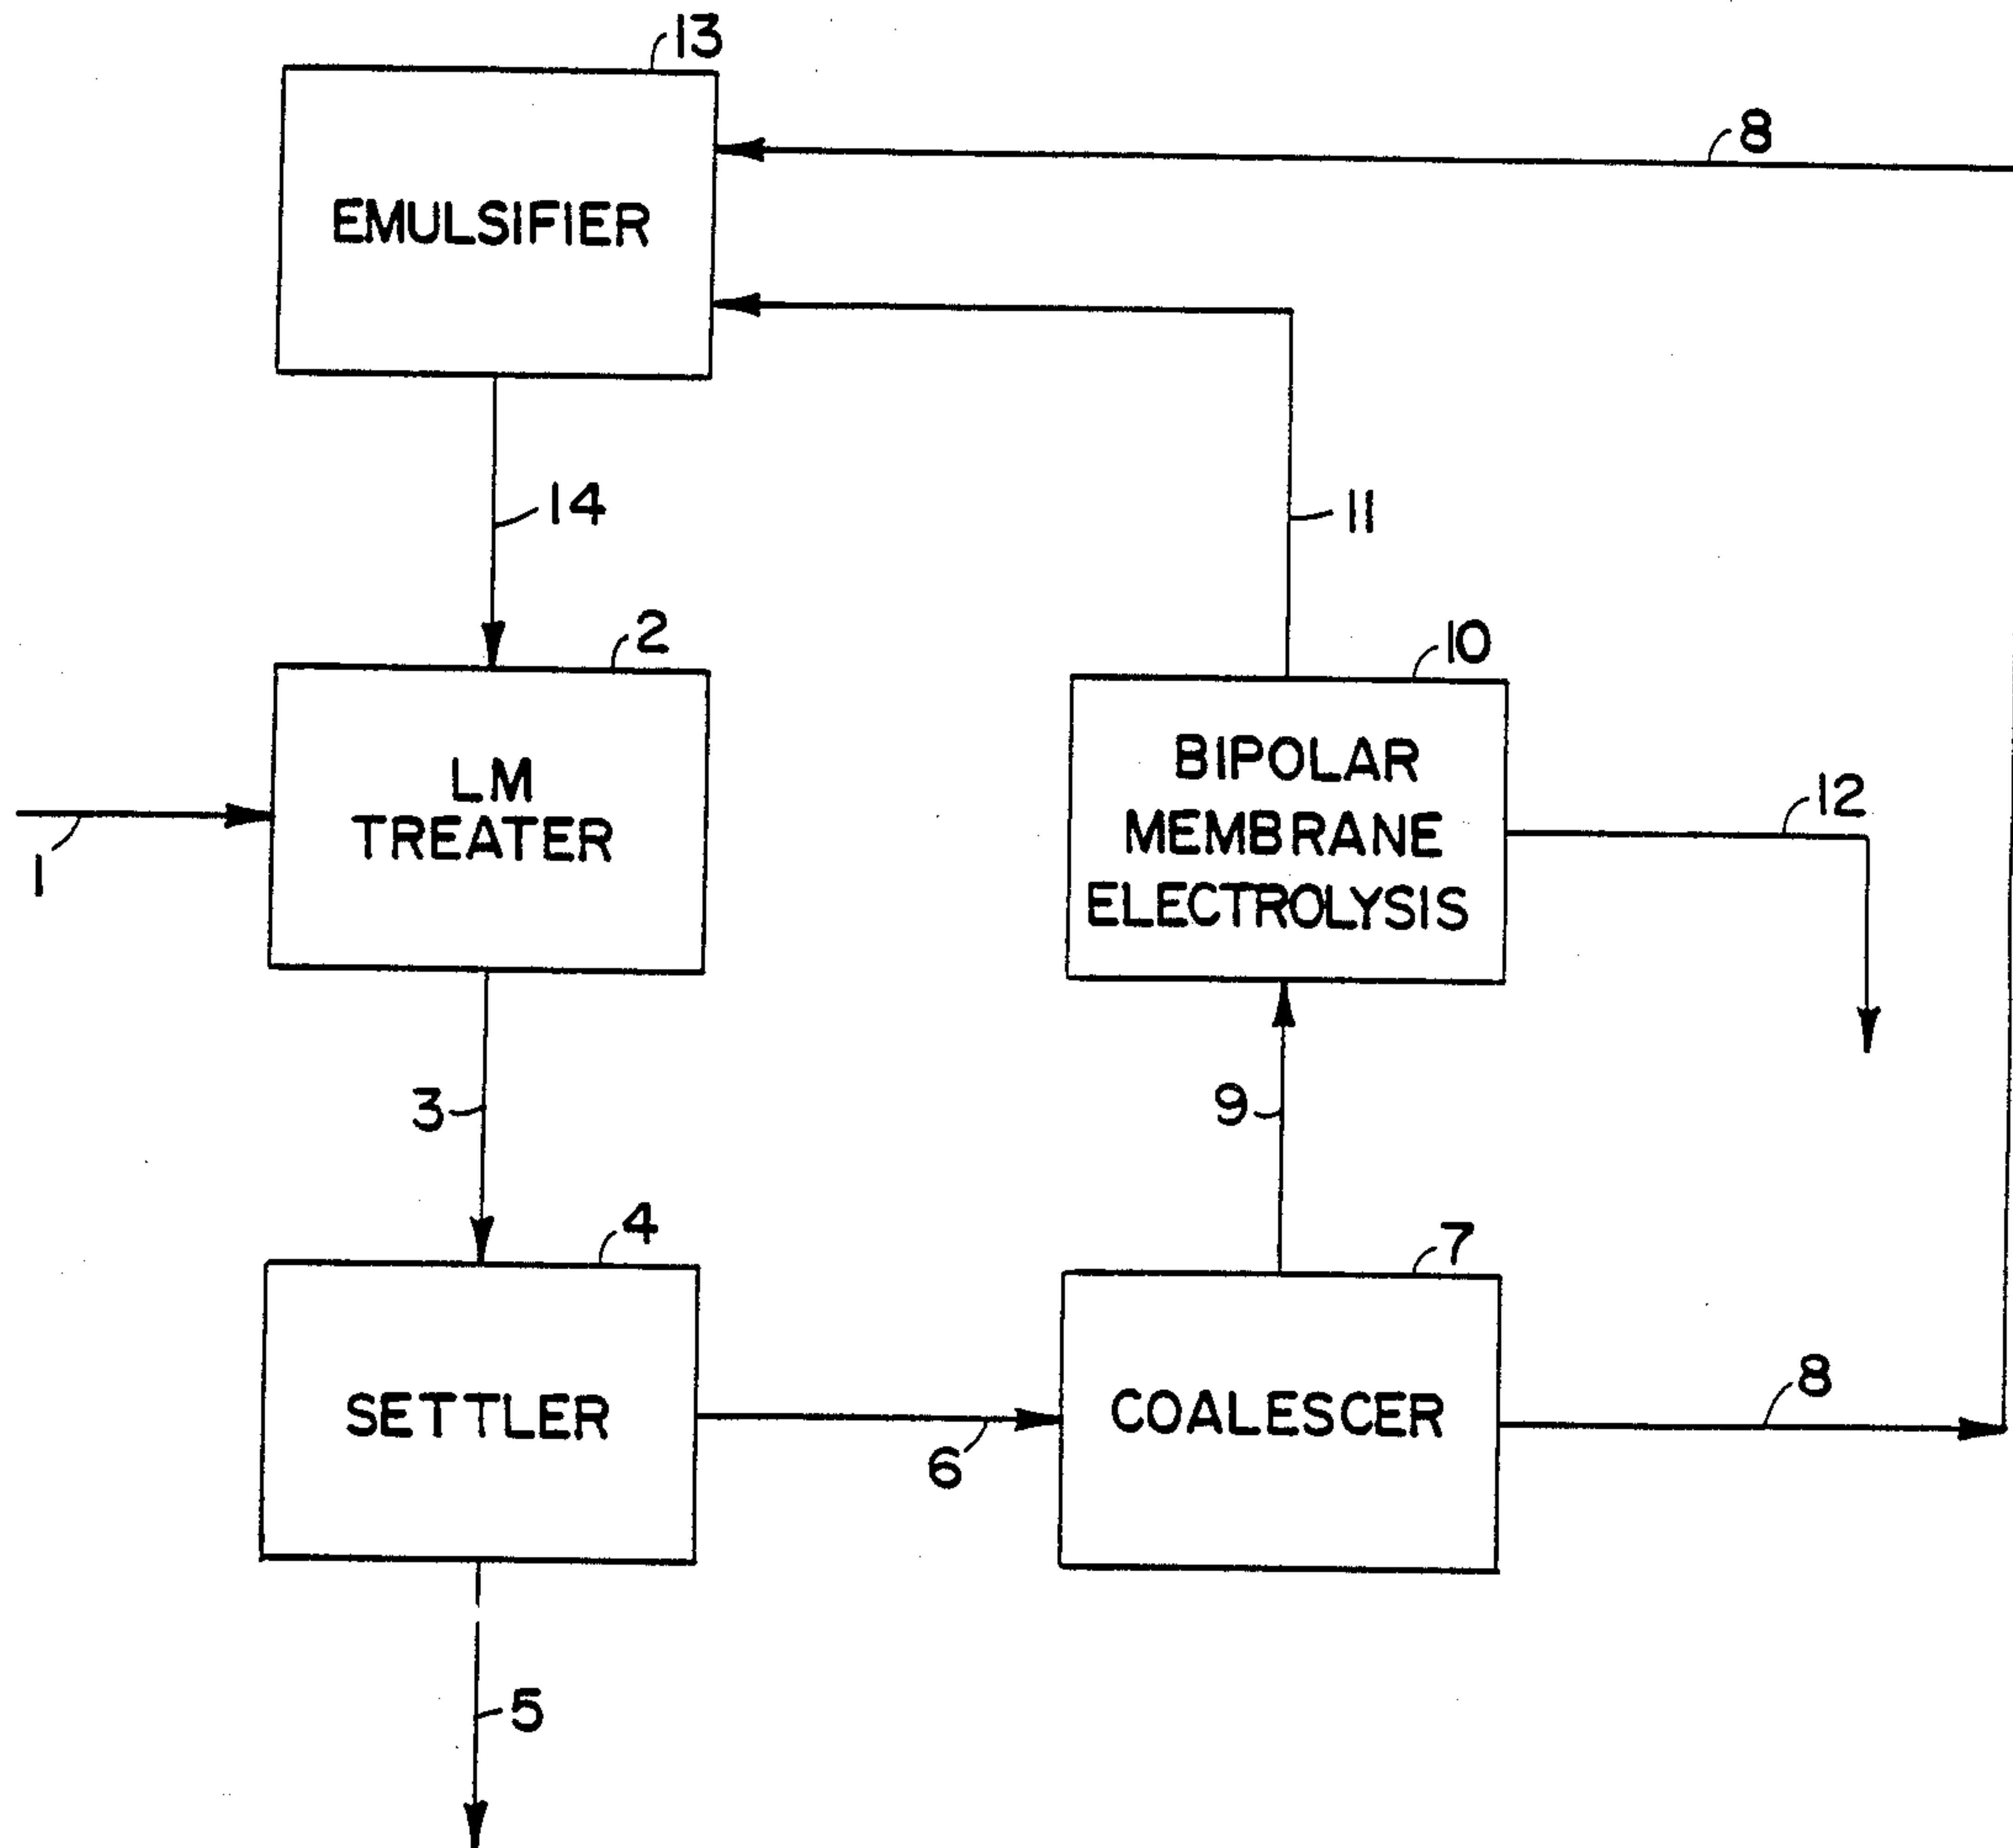 13
8
EMULSIFIER
14
11
2
10
LM
TREATER
BIPOLAR
MEMBRANE
ELECTROLYSIS
12
1
3
9
4
7
SETTLER
6
COALESCER
8
5